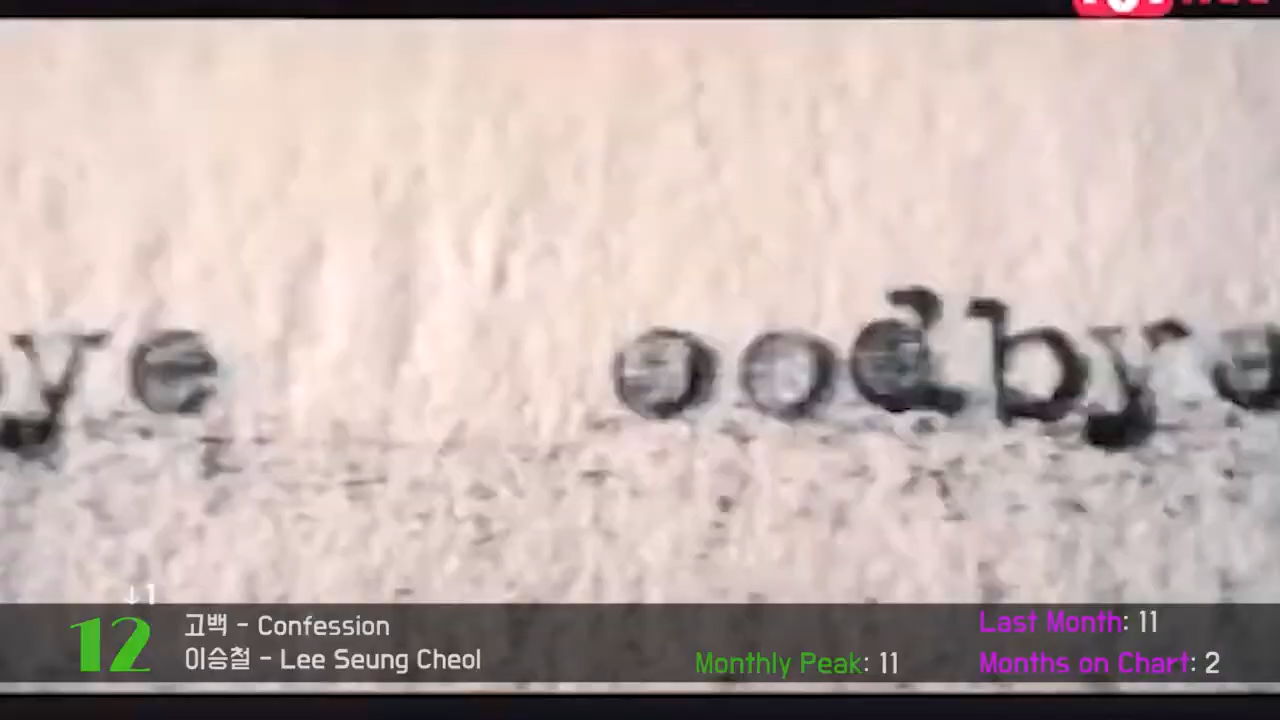 ye oodbya
↓1
12
고백 - Confession
이승철 - Lee Seung Cheol
Monthly Peak: 11
Last Month: 11
Months on Chart: 2